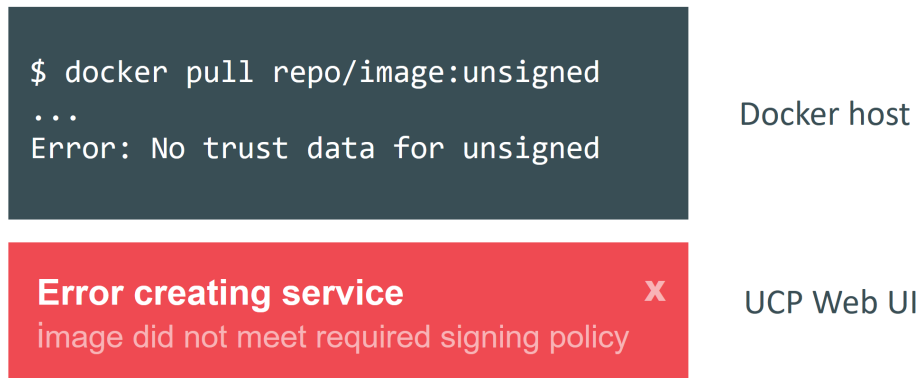 $ docker pull repo/image:unsigned
...
Error: No trust data for unsigned
Docker host
Error creating service
x
image did not meet required signing policy
UCP Web UI